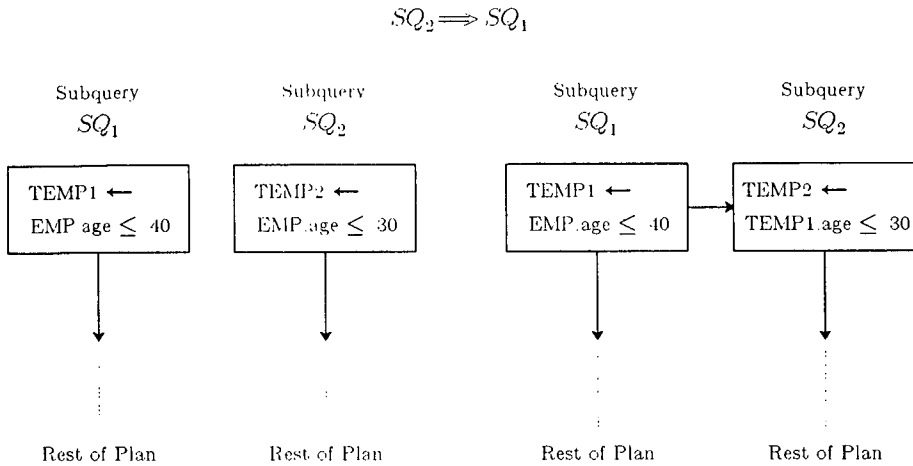 SQ₂ ⟹ SQ₁
Subquery Subquery Subquery Subquery
SQ₁ SQ₂ SQ₁ SQ₂
TEMP1 ← TEMP2 ← TEMP1 ← TEMP2 ←
EMP.age ≤ 40 EMP.age ≤ 30 EMP.age ≤ 40 TEMP1.age ≤ 30
Rest of Plan Rest of Plan Rest of Plan Rest of Plan